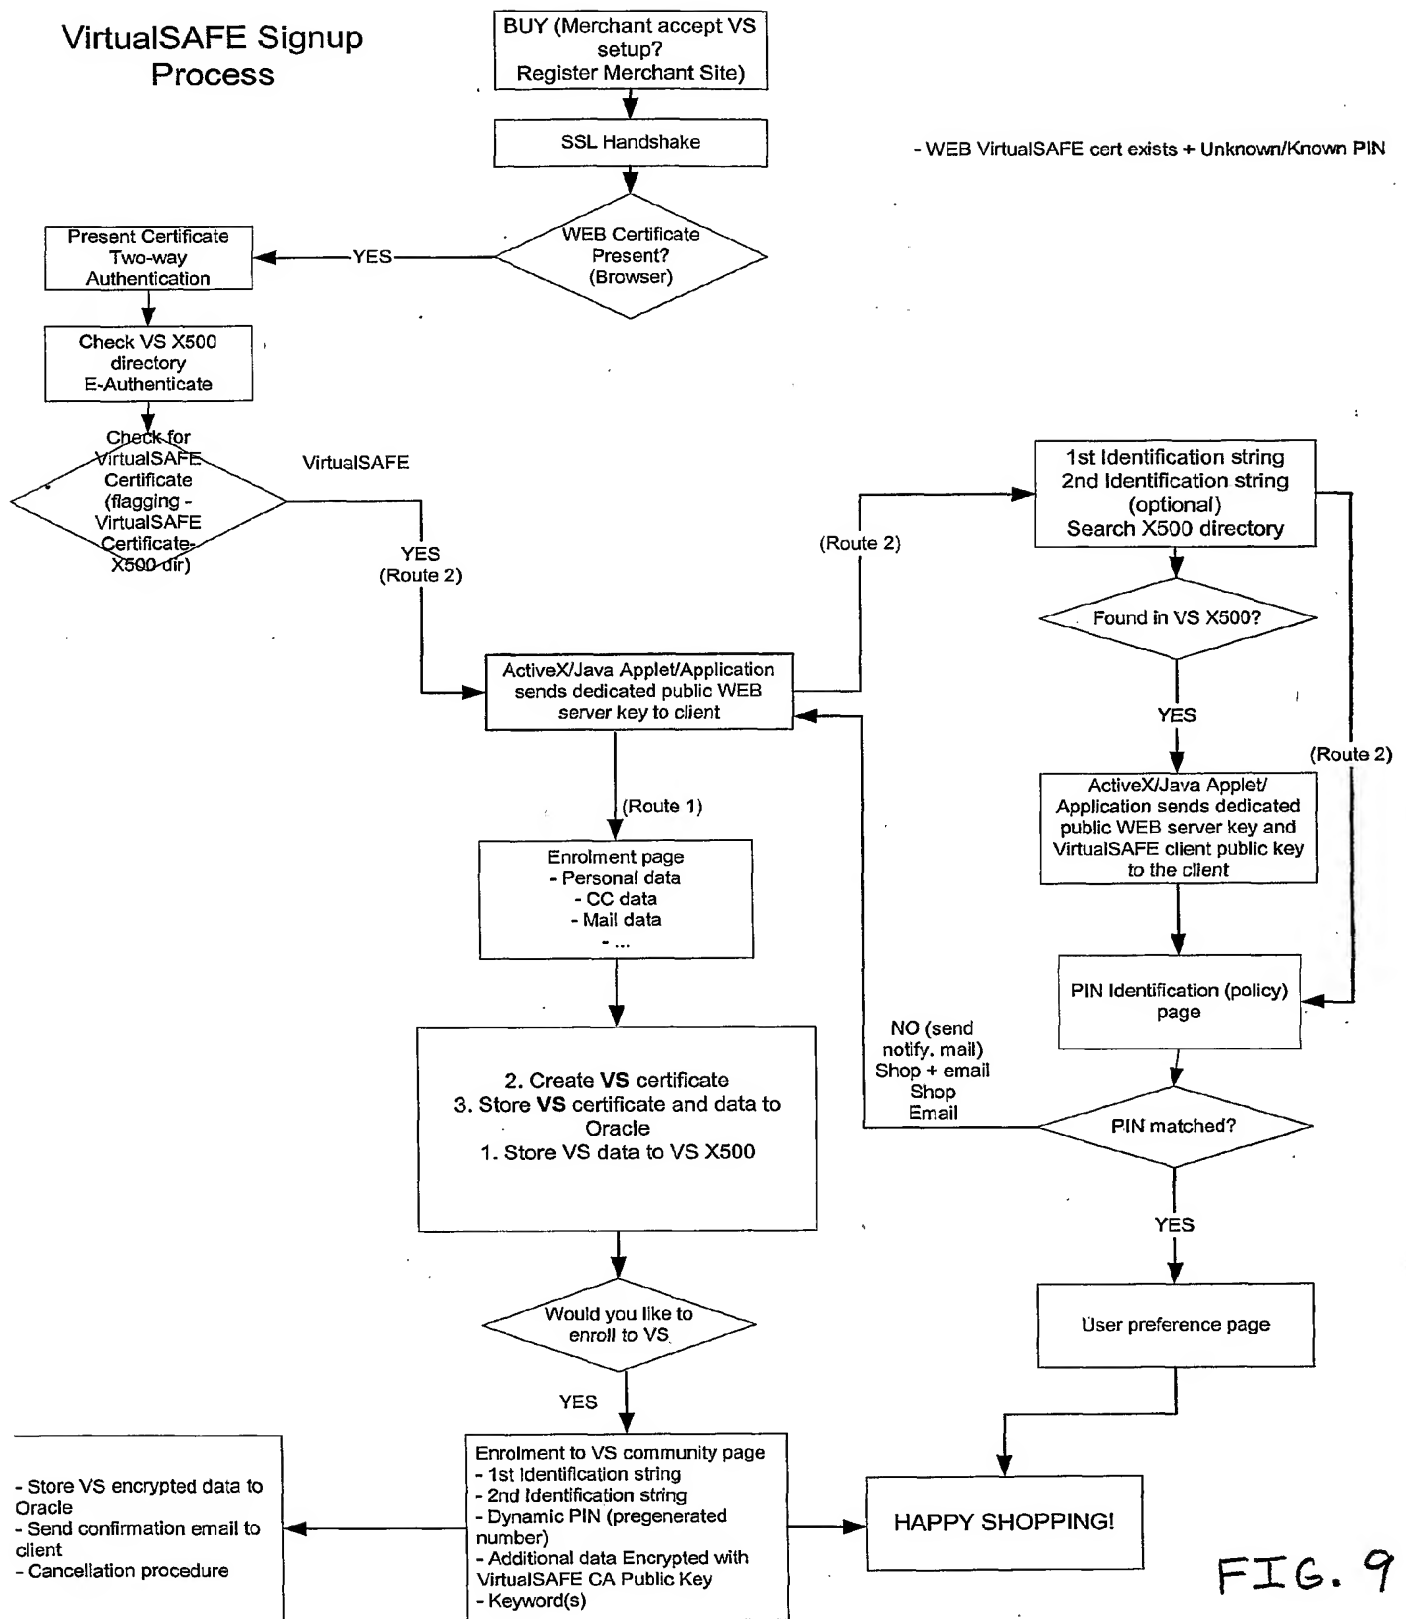 VirtualSAFE Signup
Process
BUY (Merchant accept VS
setup?
Register Merchant Site)
SSL Handshake
- WEB VirtualSAFE cert exists + Unknown/Known PIN
WEB Certificate
Present?
(Browser)
YES
Present Certificate
Two-way
Authentication
Check VS X500
directory
E-Authenticate
Check for
VirtualSAFE
Certificate
(flagging -
VirtualSAFE
Certificate-
X500 dir)
VirtualSAFE
YES
(Route 2)
ActiveX/Java Applet/Application
sends dedicated public WEB
server key to client
(Route 2)
1st Identification string
2nd Identification string
(optional)
Search X500 directory
Found in VS X500?
YES
(Route 2)
ActiveX/Java Applet/
Application sends dedicated
public WEB server key and
VirtualSAFE client public key
to the client
PIN Identification (policy)
page
NO (send
notify. mail)
Shop + email
Shop
Email
PIN matched?
YES
User preference page
(Route 1)
Enrolment page
- Personal data
- CC data
- Mail data
- ...
2. Create VS certificate
3. Store VS certificate and data to
Oracle
1. Store VS data to VS X500
Would you like to
enroll to VS
YES
Enrolment to VS community page
- 1st Identification string
- 2nd Identification string
- Dynamic PIN (pregenerated
number)
- Additional data Encrypted with
VirtualSAFE CA Public Key
- Keyword(s)
- Store VS encrypted data to
Oracle
- Send confirmation email to
client
- Cancellation procedure
HAPPY SHOPPING!
FIG. 9